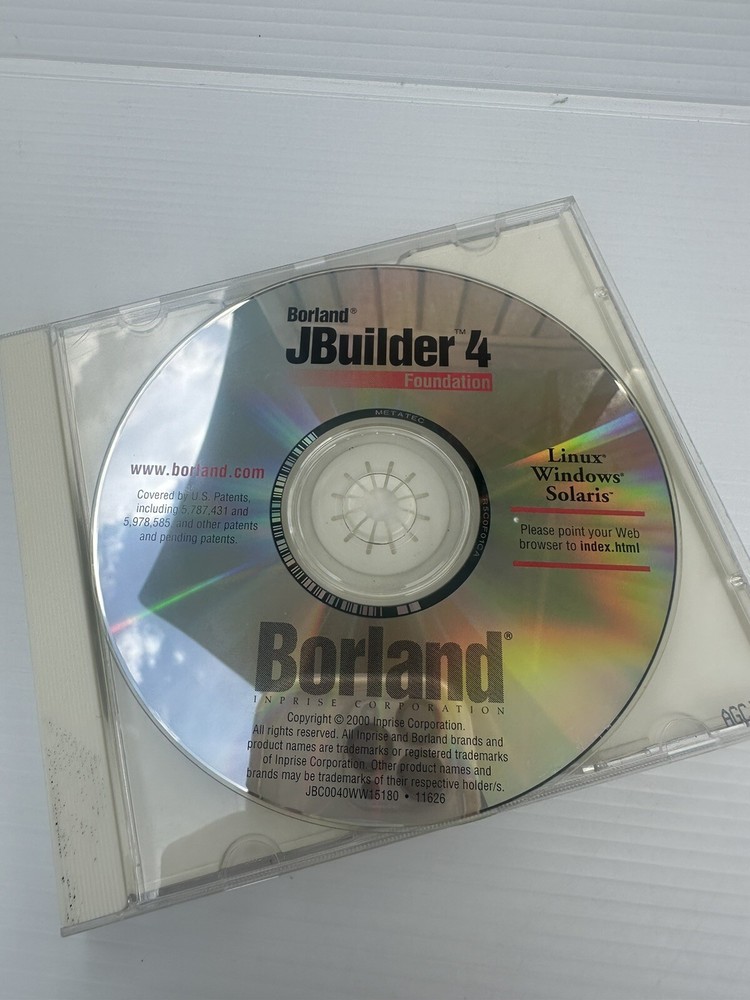 Borland®
JBuilder™ 4
Foundation
METATEC
www.borland.com
Covered by U.S. Patents,
including 5,787,431 and
5,978,585 and other patents
and pending patents.
Linux®
Windows®
Solaris™
Please point your Web
browser to index.html
Borland®
INPRISE CORPORATION
Copyright © 2000 Inprise Corporation.
All rights reserved. All Inprise and Borland brands and
product names are trademarks or registered trademarks
of Inprise Corporation. Other product names and
brands may be trademarks of their respective holder/s.
JBC0040WW15180 • 11626